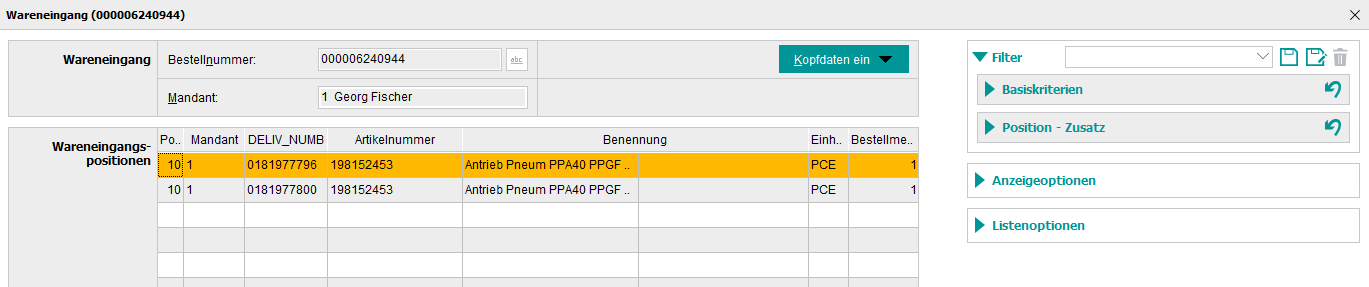 Wareneingang (000006240944)
Wareneingang Bestellnummer: 000006240944 abc Kopfdaten ein
Mandant: 1 Georg Fischer
Filter
Basiskriterien
Position - Zusatz
Anzeigeoptionen
Listenoptionen
Wareneingangs-
positionen
Po.. Mandant DELIV_NUMB Artikelnummer Benennung Einh.. Bestellme..
10 1 0181977796 198152453 Antrieb Pneum PPA40 PPGF .. PCE 1
10 1 0181977800 198152453 Antrieb Pneum PPA40 PPGF .. PCE 1